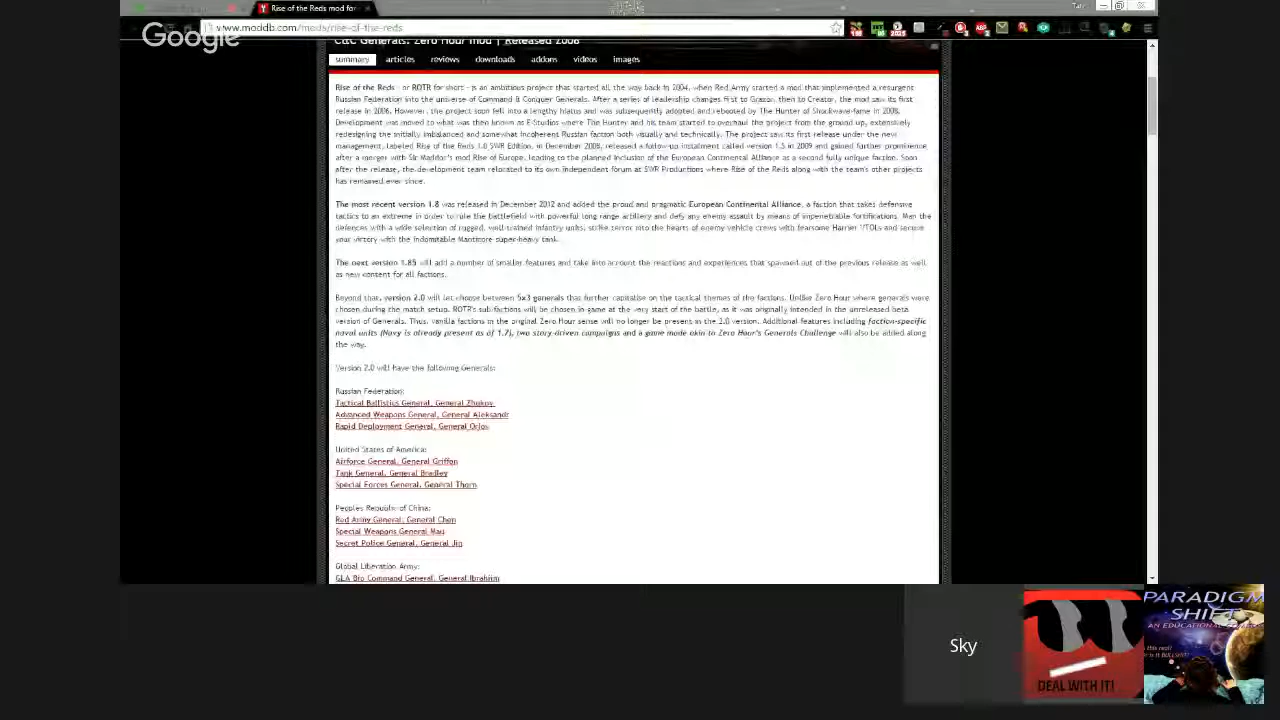 Rise of the Reds mod for
Google
www.moddb.com/mods/rise-of-the-reds
C&C Generals: Zero Hour mod | Released 2008
summary articles reviews downloads addons videos images
Rise of the Reds - or ROTR for short - is an ambitious project that started all the way back in 2004, when Red Army started a mod that implemented a resurgent
Russian Federation into the universe of Command & Conquer Generals. After a series of leadership changes first to Grazor, then to Creator, the mod saw its first
release in 2006. However, the project soon fell into a lengthy hiatus and was subsequently adopted and rebooted by The Hunter of Shockwave-fame in 2008.
Development was moved to what was then known as E-Studios where The Hunter and his team started to overhaul the project from the ground up, extensively
redesigning the initially imbalanced and somewhat incoherent Russian faction both visually and technically. The project saw its first release under the new
management, labeled Rise of the Reds 1.0 SWR Edition, in December 2008, released a follow-up instalment called version 1.5 in 2009 and gained further prominence
after a merger with Sir Maddor's mod Rise of Europe, leading to the planned inclusion of the European Continental Alliance as a second fully unique faction. Soon
after the release, the development team relocated to its own independent forum at SWR Productions where Rise of the Reds along with the team's other projects
has remained ever since.
The most recent version 1.8 was released in December 2012 and added the proud and pragmatic European Continental Alliance, a faction that takes defensive
tactics to an extreme in order to rule the battlefield with powerful long range artillery and defy any enemy assault by means of impenetrable fortifications. Man the
defences with a wide selection of rugged, well-trained infantry units, strike terror into the hearts of enemy vehicle crews with fearsome Harrier VTOLs and secure
your victory with the indomitable Manticore super-heavy tank.
The next version 1.85 will add a number of smaller features and take into account the reactions and experiences that spawned out of the previous release as well
as new content for all factions.
Beyond that, version 2.0 will let choose between 5x3 generals that further capitalise on the tactical themes of the factions. Unlike Zero Hour where generals were
chosen during the match setup, ROTR's sub-factions will be chosen in game at the very start of the battle, as it was originally intended in the unreleased beta
version of Generals. Thus, vanilla factions in the original Zero Hour sense will no longer be present in the 2.0 version. Additional features including faction-specific
naval units (Navy is already present as of 1.7), two story-driven campaigns and a game mode akin to Zero Hour's Generals Challenge will also be added along
the way.
Version 2.0 will have the following Generals:
Russian Federation:
Tactical Ballistics General, General Zhukov
Advanced Weapons General, General Aleksandr
Rapid Deployment General, General Orlov
United States of America:
Airforce General, General Griffon
Tank General, General Bradley
Special Forces General, General Thorn
Peoples Republic of China:
Red Army General, General Chen
Special Weapons General Mau
Secret Police General, General Jin
Global Liberation Army:
GLA Bio Command General, General Ibrahim
Sky
DEAL WITH IT!
PARADIGM
SHIFT